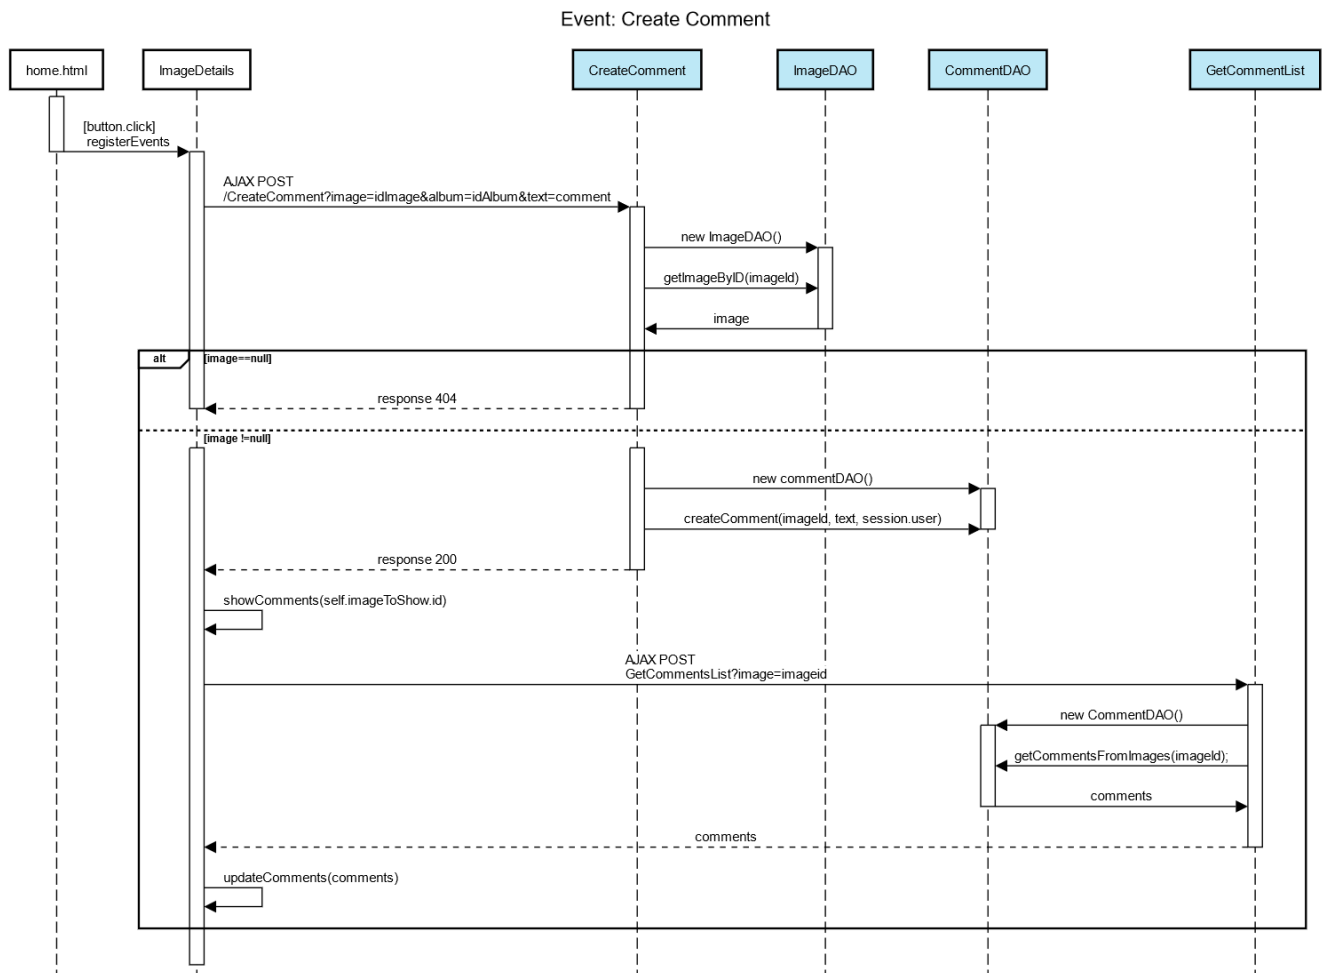 Event: Create Comment
home.html
ImageDetails
CreateComment
ImageDAO
CommentDAO
GetCommentList
[button.click]
registerEvents
AJAX POST
/CreateComment?image=idImage&album=idAlbum&text=comment
new ImageDAO()
getImageByID(imageId)
image
alt
[image==null]
response 404
[image !=null]
new commentDAO()
createComment(imageId, text, session.user)
response 200
showComments(self.imageToShow.id)
AJAX POST
GetCommentsList?image=imageid
new CommentDAO()
getCommentsFromImages(imageId);
comments
comments
updateComments(comments)